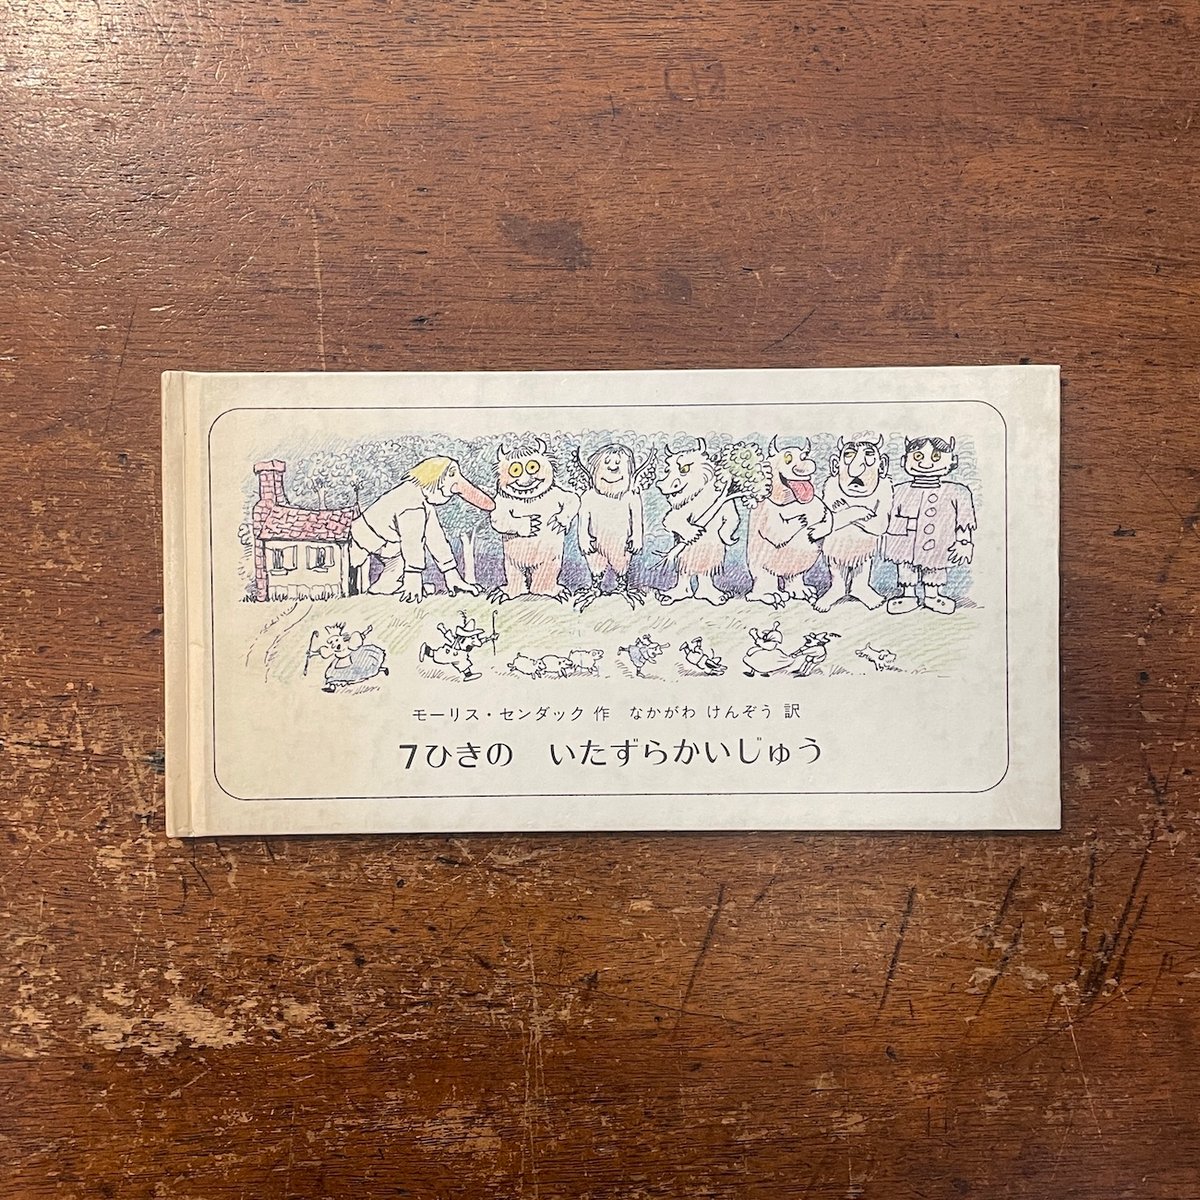 モーリス・センダック 作　なかがわ けんぞう 訳
7ひきの　いたずらかいじゅう